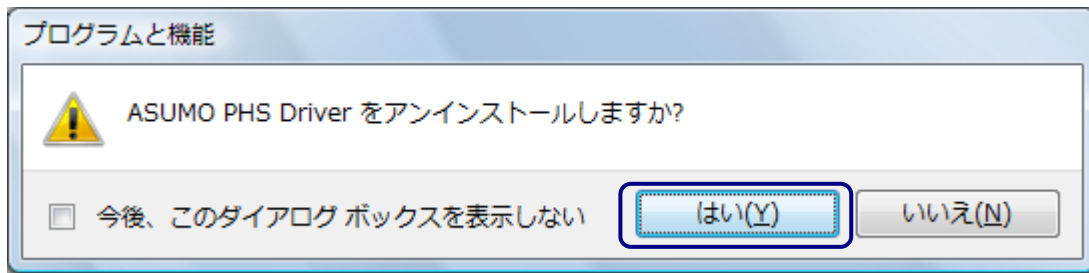 プログラムと機能
ASUMO PHS Driver をアンインストールしますか?
今後、このダイアログ ボックスを表示しない
はい(Y)
いいえ(N)